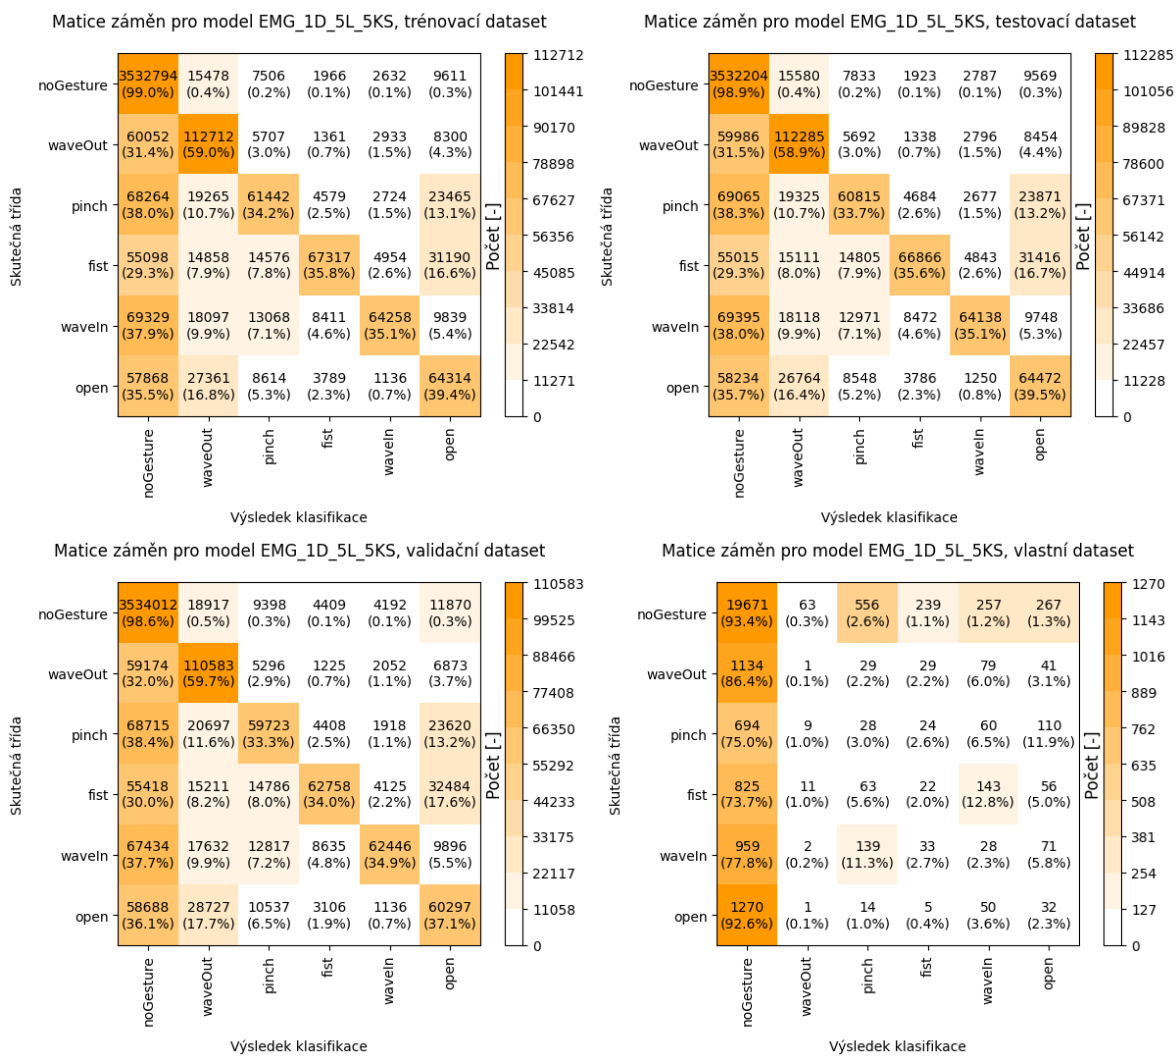 Matice záměn pro model EMG_1D_5L_5KS, trénovací dataset
Skutečná třída
noGesture 3532794 15478 7506 1966 2632 9611
(99.0%) (0.4%) (0.2%) (0.1%) (0.1%) (0.3%)
waveOut 60052 112712 5707 1361 2933 8300
(31.4%) (59.0%) (3.0%) (0.7%) (1.5%) (4.3%)
pinch 68264 19265 61442 4579 2724 23465
(38.0%) (10.7%) (34.2%) (2.5%) (1.5%) (13.1%)
fist 55098 14858 14576 67317 4954 31190
(29.3%) (7.9%) (7.8%) (35.8%) (2.6%) (16.6%)
waveIn 69329 18097 13068 8411 64258 9839
(37.9%) (9.9%) (7.1%) (4.6%) (35.1%) (5.4%)
open 57868 27361 8614 3789 1136 64314
(35.5%) (16.8%) (5.3%) (2.3%) (0.7%) (39.4%)
noGesture waveOut pinch fist waveIn open
Výsledek klasifikace
Počet [-]
112712
101441
90170
78898
67627
56356
45085
33814
22542
11271
0
Matice záměn pro model EMG_1D_5L_5KS, testovací dataset
Skutečná třída
noGesture 3532204 15580 7833 1923 2787 9569
(98.9%) (0.4%) (0.2%) (0.1%) (0.1%) (0.3%)
waveOut 59986 112285 5692 1338 2796 8454
(31.5%) (58.9%) (3.0%) (0.7%) (1.5%) (4.4%)
pinch 69065 19325 60815 4684 2677 23871
(38.3%) (10.7%) (33.7%) (2.6%) (1.5%) (13.2%)
fist 55015 15111 14805 66866 4843 31416
(29.3%) (8.0%) (7.9%) (35.6%) (2.6%) (16.7%)
waveIn 69395 18118 12971 8472 64138 9748
(38.0%) (9.9%) (7.1%) (4.6%) (35.1%) (5.3%)
open 58234 26764 8548 3786 1250 64472
(35.7%) (16.4%) (5.2%) (2.3%) (0.8%) (39.5%)
noGesture waveOut pinch fist waveIn open
Výsledek klasifikace
Počet [-]
112285
101056
89828
78600
67371
56142
44914
33686
22457
11228
0
Matice záměn pro model EMG_1D_5L_5KS, validační dataset
Skutečná třída
noGesture 3534012 18917 9398 4409 4192 11870
(98.6%) (0.5%) (0.3%) (0.1%) (0.1%) (0.3%)
waveOut 59174 110583 5296 1225 2052 6873
(32.0%) (59.7%) (2.9%) (0.7%) (1.1%) (3.7%)
pinch 68715 20697 59723 4408 1918 23620
(38.4%) (11.6%) (33.3%) (2.5%) (1.1%) (13.2%)
fist 55418 15211 14786 62758 4125 32484
(30.0%) (8.2%) (8.0%) (34.0%) (2.2%) (17.6%)
waveIn 67434 17632 12817 8635 62446 9896
(37.7%) (9.9%) (7.2%) (4.8%) (34.9%) (5.5%)
open 58688 28727 10537 3106 1136 60297
(36.1%) (17.7%) (6.5%) (1.9%) (0.7%) (37.1%)
noGesture waveOut pinch fist waveIn open
Výsledek klasifikace
Počet [-]
110583
99525
88466
77408
66350
55292
44233
33175
22117
11058
0
Matice záměn pro model EMG_1D_5L_5KS, vlastní dataset
Skutečná třída
noGesture 19671 63 556 239 257 267
(93.4%) (0.3%) (2.6%) (1.1%) (1.2%) (1.3%)
waveOut 1134 1 29 29 79 41
(86.4%) (0.1%) (2.2%) (2.2%) (6.0%) (3.1%)
pinch 694 9 28 24 60 110
(75.0%) (1.0%) (3.0%) (2.6%) (6.5%) (11.9%)
fist 825 11 63 22 143 56
(73.7%) (1.0%) (5.6%) (2.0%) (12.8%) (5.0%)
waveIn 959 2 139 33 28 71
(77.8%) (0.2%) (11.3%) (2.7%) (2.3%) (5.8%)
open 1270 1 14 5 50 32
(92.6%) (0.1%) (1.0%) (0.4%) (3.6%) (2.3%)
noGesture waveOut pinch fist waveIn open
Výsledek klasifikace
Počet [-]
1270
1143
1016
889
762
635
508
381
254
127
0